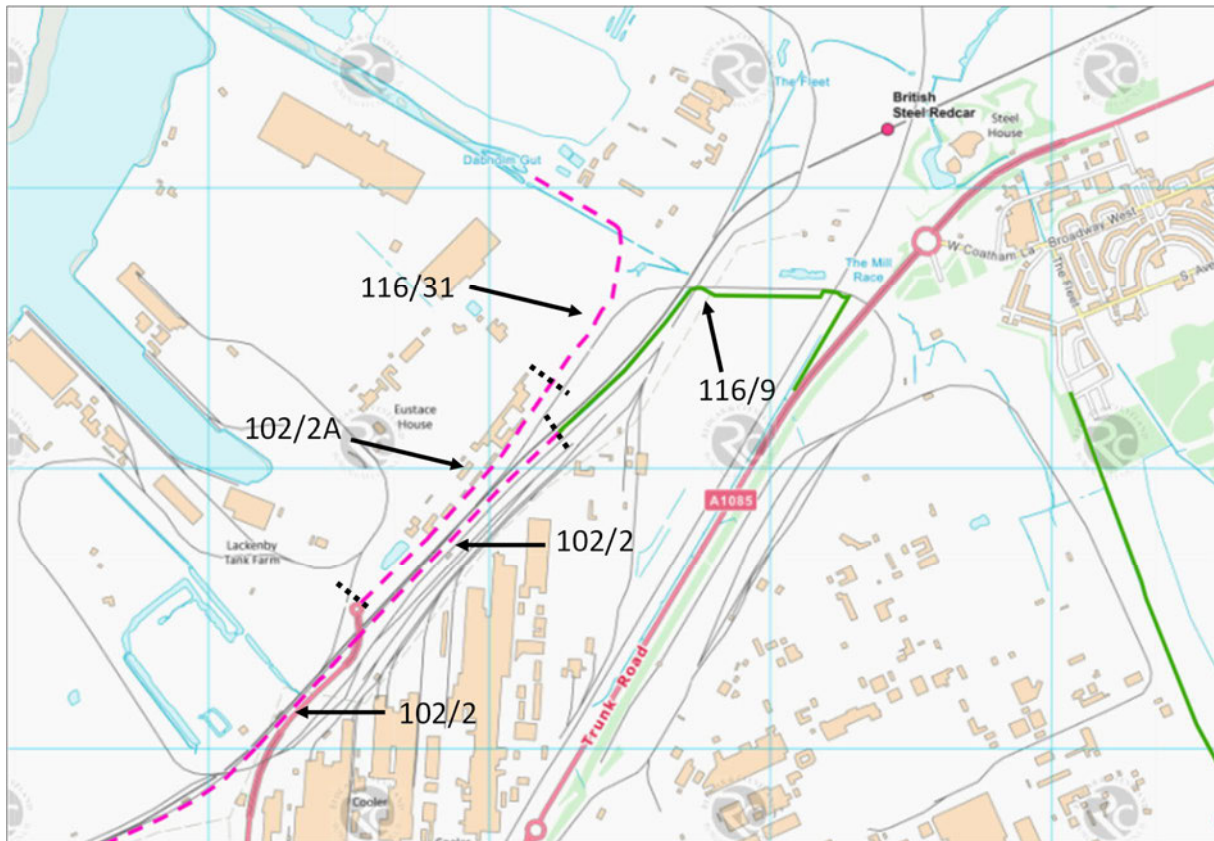 British
Steel Redcar
Steel
House
The Fleet
Dabholm Gut
W Coatham La
Broadway West
S. Ave
The Fleet
The Mill
Race
116/31
116/9
Eustace
House
102/2A
A1085
Lackenby
Tank Farm
102/2
Trunk Road
102/2
Cooler